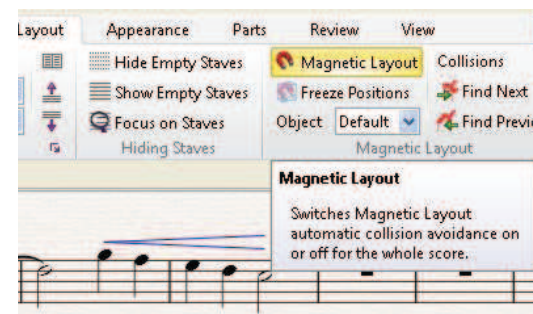 Layout Appearance Parts Review View
Hide Empty Staves
Show Empty Staves
Focus on Staves
Hiding Staves
Magnetic Layout Collisions
Freeze Positions Find Next
Object Default Find Previ
Magnetic Layout
Magnetic Layout
Switches Magnetic Layout
automatic collision avoidance on
or off for the whole score.